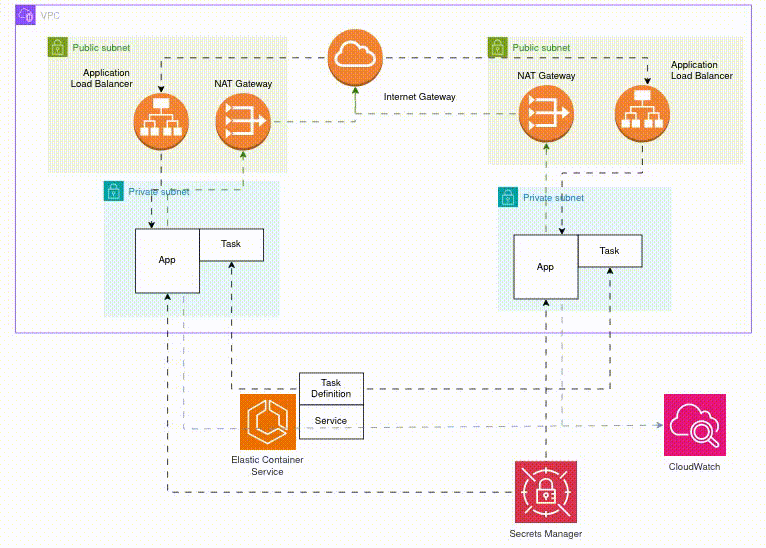 VPC
Public subnet
Public subnet
Application
Load Balancer
NAT Gateway
Internet Gateway
NAT Gateway
Application
Load Balancer
Private subnet
Private subnet
App
Task
App
Task
Task
Definition
Service
Elastic Container
Service
CloudWatch
Secrets Manager